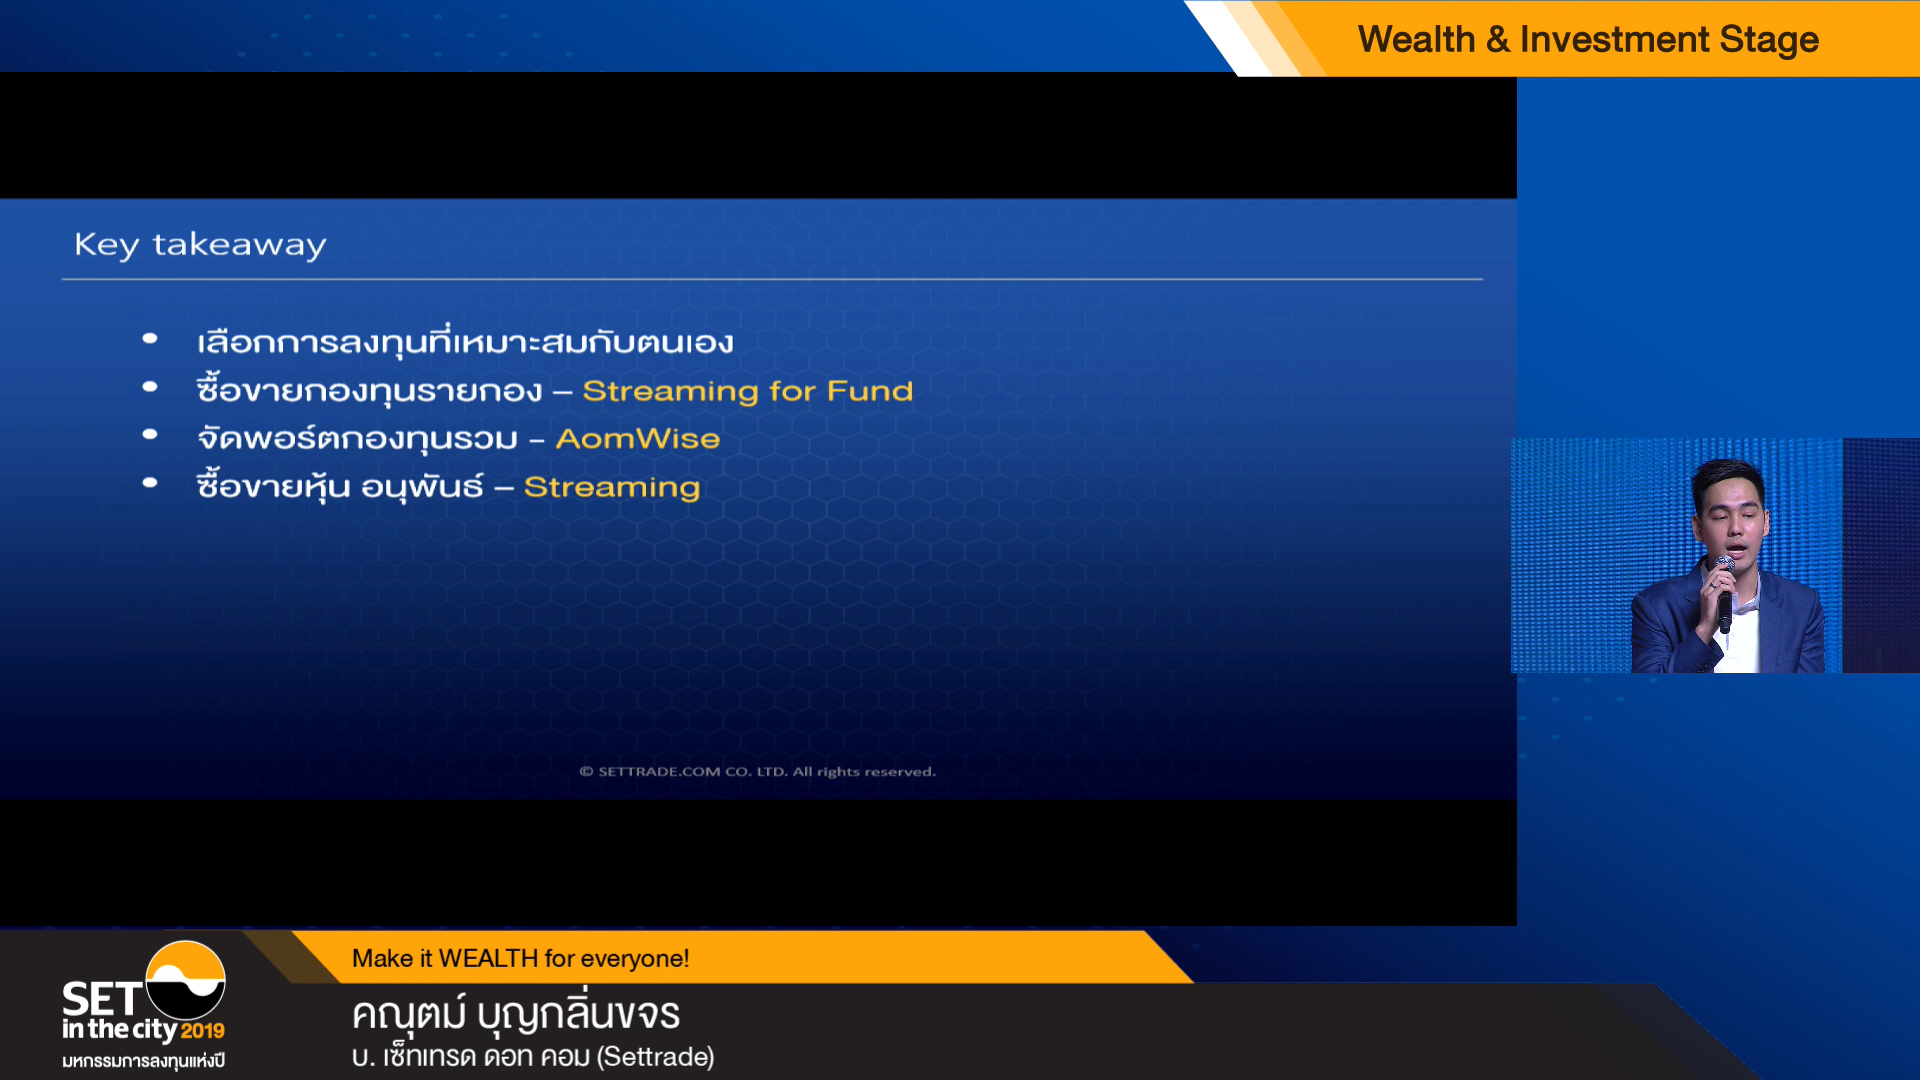 Wealth & Investment Stage
Key takeaway
• เลือกการลงทุนที่เหมาะสมกับตนเอง
• ซื้อขายกองทุนรายกอง – Streaming for Fund
• จัดพอร์ตกองทุนรวม – AomWise
• ซื้อขายหุ้น อนุพันธ์ – Streaming
© SETTRADE.COM CO. LTD. All rights reserved.
Make it WEALTH for everyone!
คณุตม์ บุญกลิ่นขจร
บ. เซ็ทเทรด ดอท คอม (Settrade)
SET
in the city 2019
มหกรรมการลงทุนแห่งปี